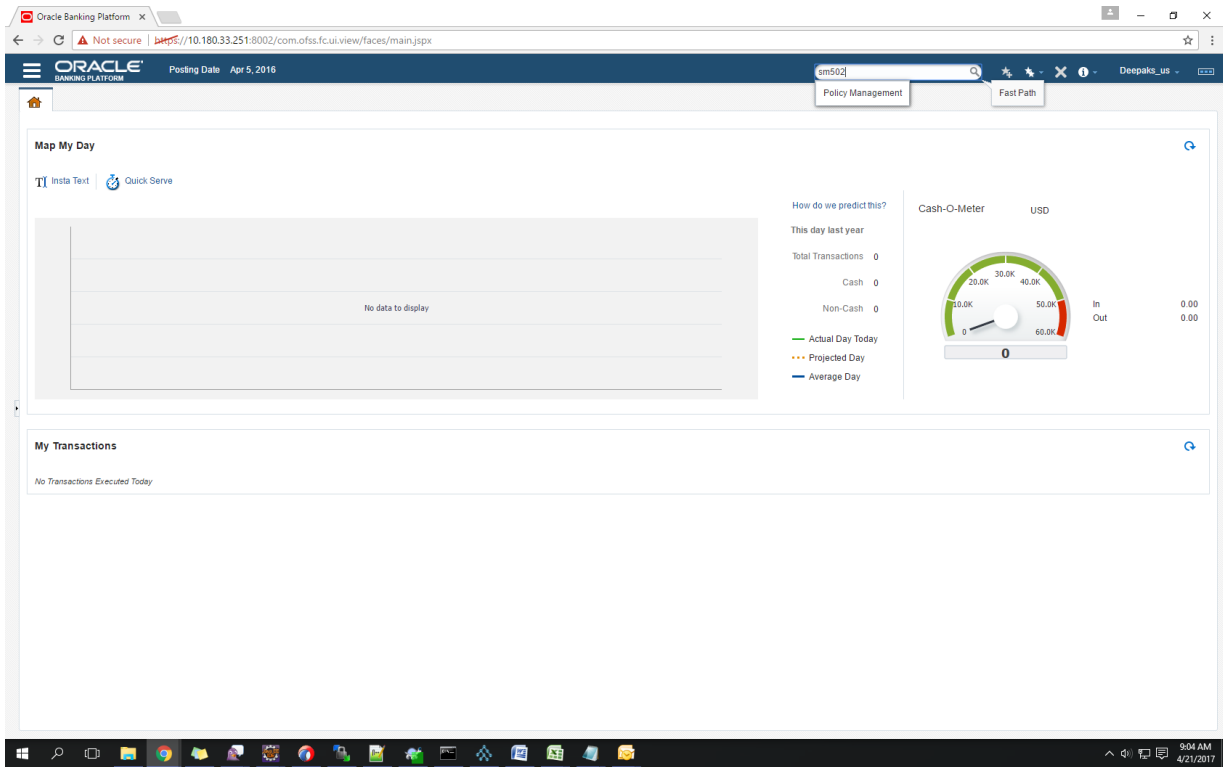 Oracle Banking Platform
Not secure https://10.180.33.251:8002/com.ofss.fc.ui.view/faces/main.jspx
ORACLE
BANKING PLATFORM
Posting Date Apr 5, 2016
sm502
Deepaks_us
Policy Management
Fast Path
Map My Day
Insta Text
Quick Serve
How do we predict this?
This day last year
Total Transactions 0
Cash 0
Non-Cash 0
Actual Day Today
Projected Day
Average Day
No data to display
Cash-O-Meter USD
30.0K
20.0K 40.0K
10.0K 50.0K
0 60.0K
0
In 0.00
Out 0.00
My Transactions
No Transactions Executed Today
9:04 AM
4/21/2017